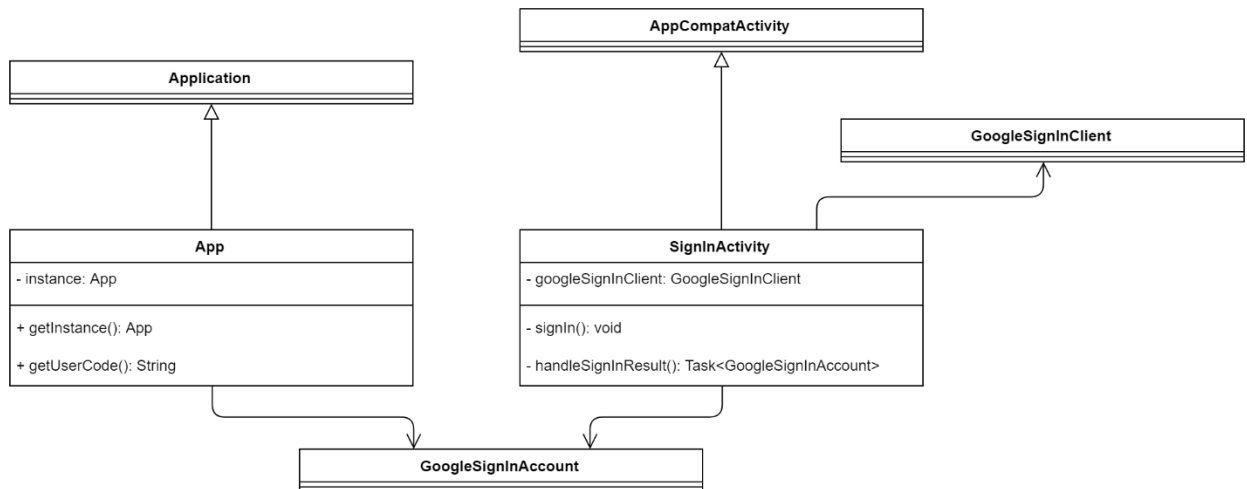 AppCompatActivity
Application
GoogleSignInClient
App
- instance: App
+ getInstance(): App
+ getUserCode(): String
SignInActivity
- googleSignInClient: GoogleSignInClient
- signIn(): void
- handleSignInResult(): Task<GoogleSignInAccount>
GoogleSignInAccount